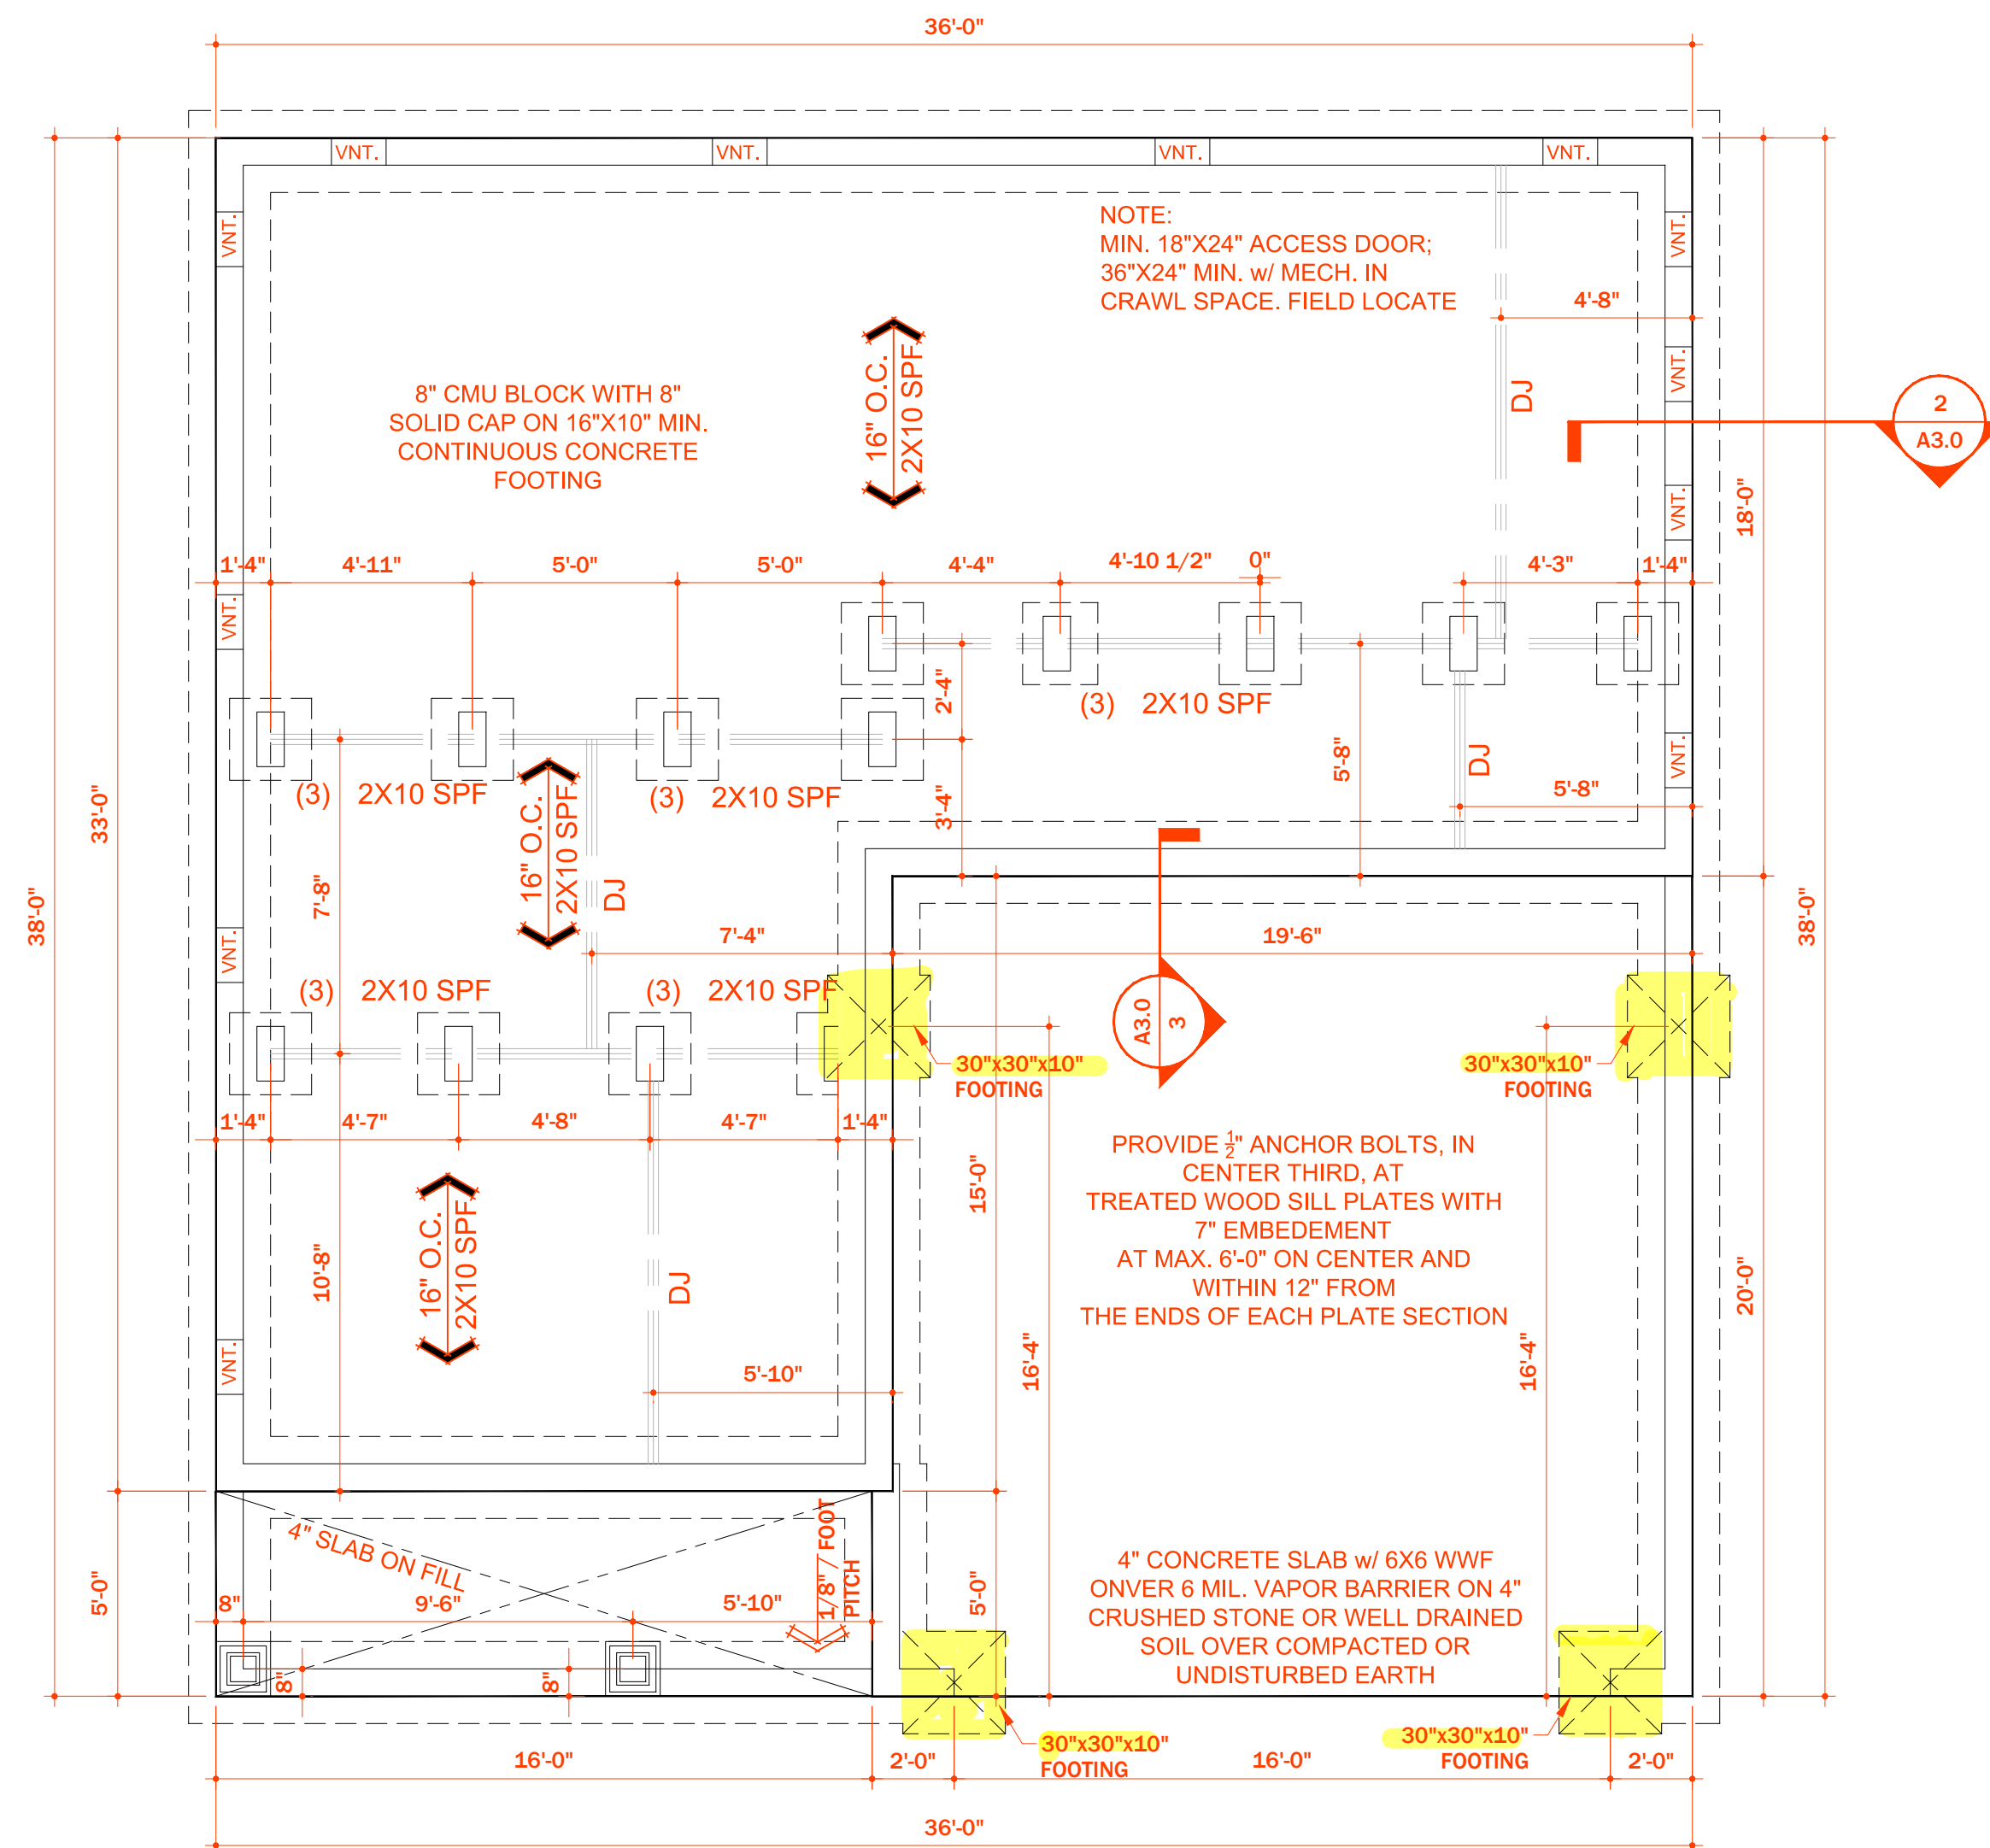 36'-0"
VNT.
VNT.
VNT.
VNT.
VNT.
VNT.
NOTE:
MIN. 18"X24" ACCESS DOOR;
36"X24" MIN. w/ MECH. IN
CRAWL SPACE. FIELD LOCATE
4'-8"
8" CMU BLOCK WITH 8"
SOLID CAP ON 16"X10" MIN.
CONTINUOUS CONCRETE
FOOTING
16" O.C.
2X10 SPF
DJ
VNT.
2
A3.0
VNT.
18'-0"
1'-4"
4'-11"
5'-0"
5'-0"
4'-4"
4'-10 1/2"
0"
4'-3"
1'-4"
VNT.
2'-4"
(3) 2X10 SPF
5'-8"
DJ
VNT.
5'-8"
(3) 2X10 SPF
(3) 2X10 SPF
3'-4"
33'-0"
38'-0"
16" O.C.
2X10 SPF
DJ
7'-8"
38'-0"
VNT.
7'-4"
19'-6"
(3) 2X10 SPF
(3) 2X10 SPF
A3.0
3
30"x30"x10"
FOOTING
30"x30"x10"
FOOTING
1'-4"
4'-7"
4'-8"
4'-7"
1'-4"
15'-0"
PROVIDE ½" ANCHOR BOLTS, IN
CENTER THIRD, AT
TREATED WOOD SILL PLATES WITH
7" EMBEDEMENT
AT MAX. 6'-0" ON CENTER AND
WITHIN 12" FROM
THE ENDS OF EACH PLATE SECTION
10'-8"
16" O.C.
2X10 SPF
DJ
20'-0"
VNT.
5'-10"
16'-4"
16'-4"
4" SLAB ON FILL
1/8" / FOOT
PITCH
5'-0"
8"
9'-6"
5'-10"
5'-0"
4" CONCRETE SLAB w/ 6X6 WWF
ONVER 6 MIL. VAPOR BARRIER ON 4"
CRUSHED STONE OR WELL DRAINED
SOIL OVER COMPACTED OR
UNDISTURBED EARTH
8"
8"
30"x30"x10"
FOOTING
30"x30"x10"
FOOTING
16'-0"
2'-0"
16'-0"
2'-0"
36'-0"